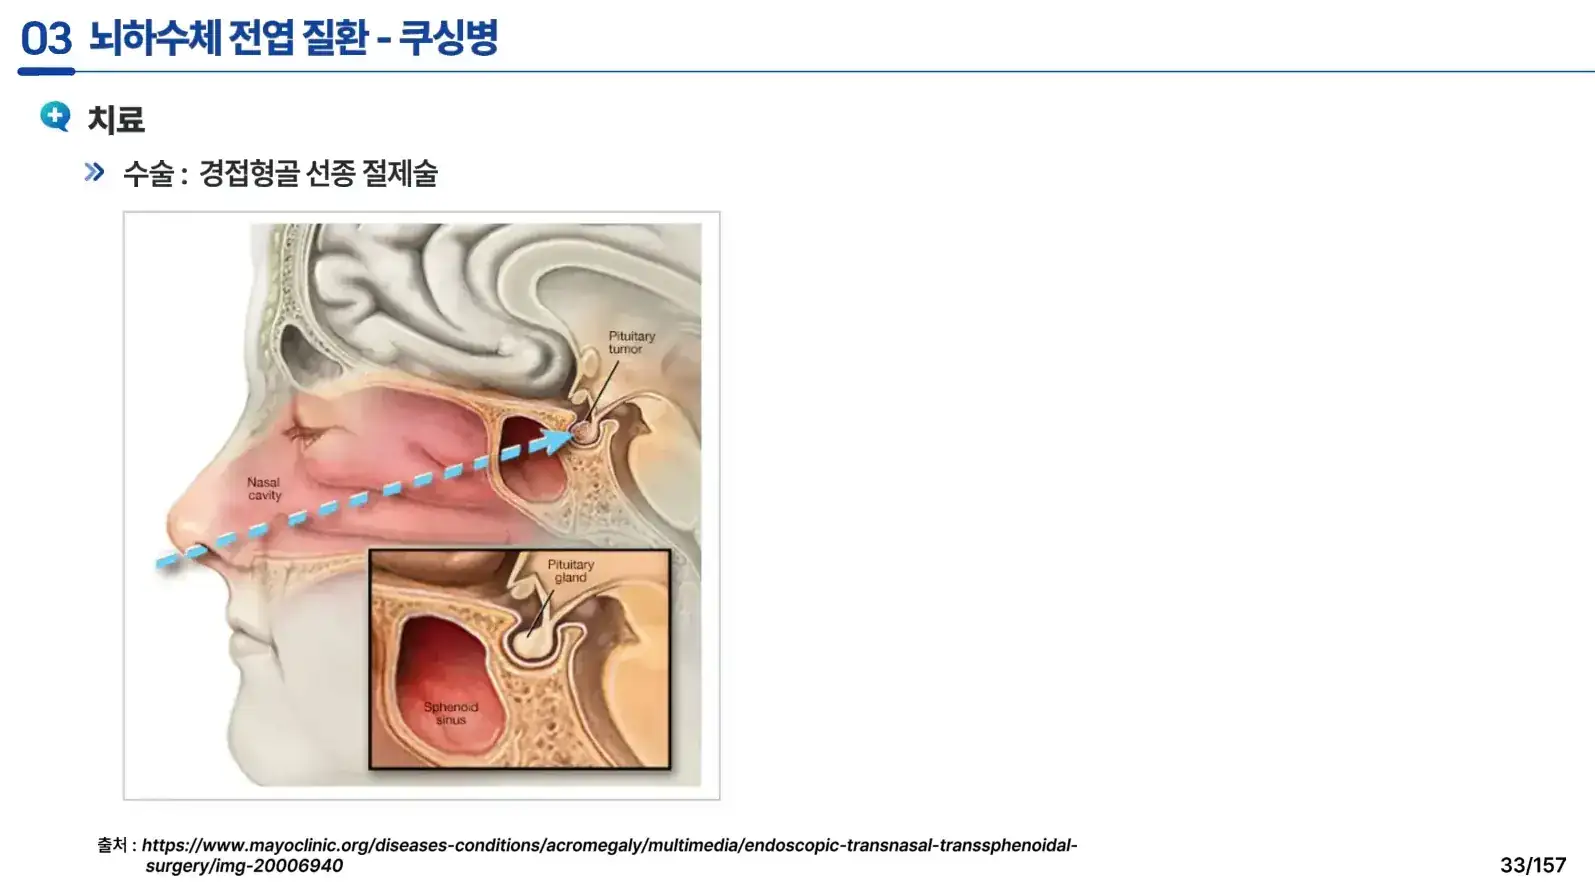 03 뇌하수체 전엽 질환 - 쿠싱병
치료
수술 : 경접형골 선종 절제술
Pituitary
tumor
Nasal
cavity
Pituitary
gland
Sphenoid
sinus
출처 : https://www.mayoclinic.org/diseases-conditions/acromegaly/multimedia/endoscopic-transnasal-transsphenoidal-
surgery/img-20006940
33/157